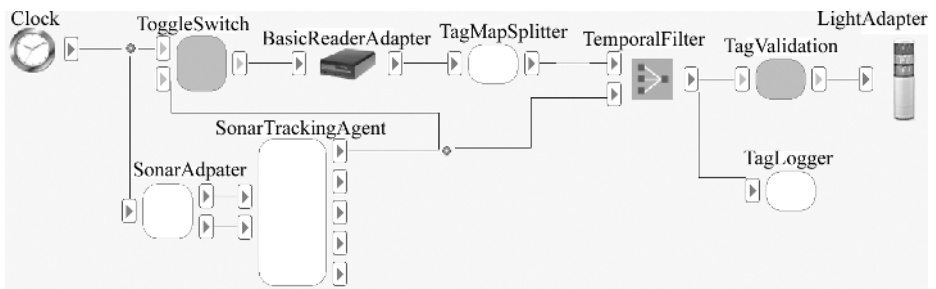 Clock
ToggleSwitch
BasicReaderAdapter
TagMapSplitter
TemporalFilter
TagValidation
LightAdapter
SonarTrackingAgent
SonarAdpater
TagLogger